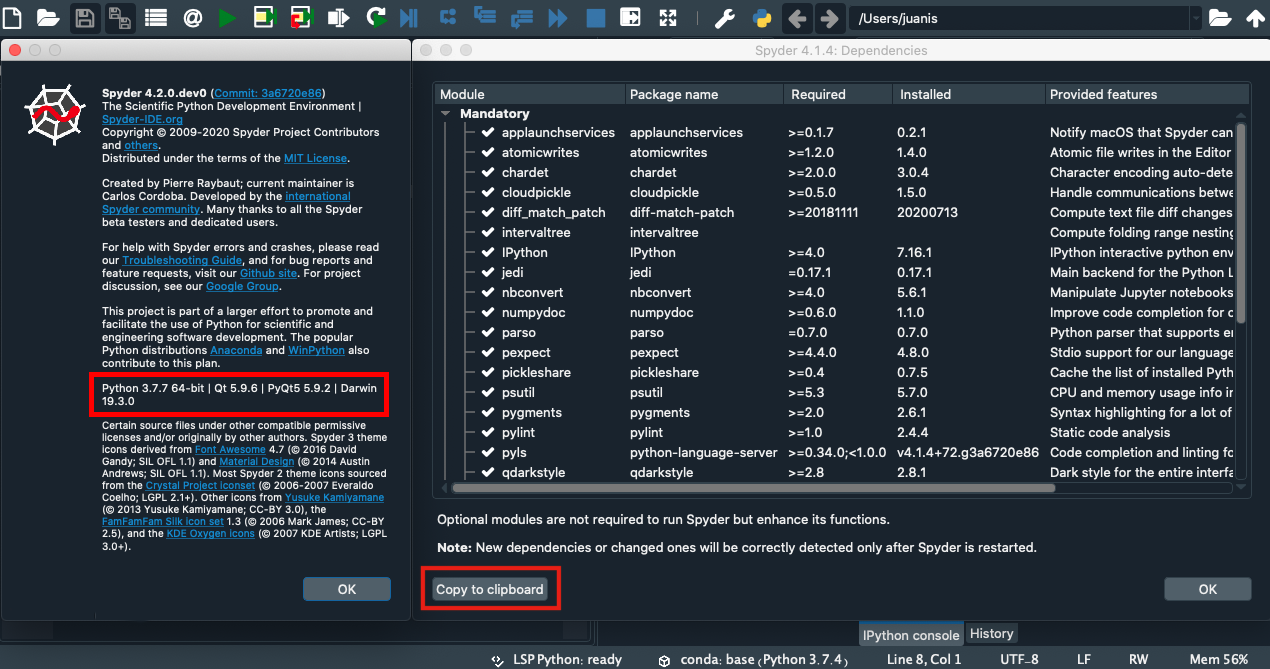 /Users/juanis
Spyder 4.2.0.dev0 (Commit: 3a6720e86)
The Scientific Python Development Environment |
Spyder-IDE.org
Copyright © 2009-2020 Spyder Project Contributors
and others.
Distributed under the terms of the MIT License.
Created by Pierre Raybaut; current maintainer is
Carlos Cordoba. Developed by the international
Spyder community. Many thanks to all the Spyder
beta testers and dedicated users.
For help with Spyder errors and crashes, please read
our Troubleshooting Guide, and for bug reports and
feature requests, visit our Github site. For project
discussion, see our Google Group.
This project is part of a larger effort to promote and
facilitate the use of Python for scientific and
engineering software development. The popular
Python distributions Anaconda and WinPython also
contribute to this plan.
Python 3.7.7 64-bit | Qt 5.9.6 | PyQt5 5.9.2 | Darwin
19.3.0
Certain source files under other compatible permissive
licenses and/or originally by other authors. Spyder 3 theme
icons derived from Font Awesome 4.7 (© 2016 David
Gandy; SIL OFL 1.1) and Material Design (© 2014 Austin
Andrews; SIL OFL 1.1). Most Spyder 2 theme icons sourced
from the Crystal Project iconset (© 2006-2007 Everaldo
Coelho; LGPL 2.1+). Other icons from Yusuke Kamiyamane
(© 2013 Yusuke Kamiyamane; CC-BY 3.0), the
FamFamFam Silk icon set 1.3 (© 2006 Mark James; CC-BY
2.5), and the KDE Oxygen icons (© 2007 KDE Artists; LGPL
3.0+).
OK
Spyder 4.1.4: Dependencies
Module Package name Required Installed Provided features
Mandatory
applaunchservices applaunchservices >=0.1.7 0.2.1 Notify macOS that Spyder can
atomicwrites atomicwrites >=1.2.0 1.4.0 Atomic file writes in the Editor
chardet chardet >=2.0.0 3.0.4 Character encoding auto-dete
cloudpickle cloudpickle >=0.5.0 1.5.0 Handle communications betwe
diff_match_patch diff-match-patch >=20181111 20200713 Compute text file diff changes
intervaltree intervaltree Compute folding range nesting
IPython IPython >=4.0 7.16.1 IPython interactive python env
jedi jedi =0.17.1 0.17.1 Main backend for the Python L
nbconvert nbconvert >=4.0 5.6.1 Manipulate Jupyter notebooks
numpydoc numpydoc >=0.6.0 1.1.0 Improve code completion for o
parso parso =0.7.0 0.7.0 Python parser that supports e
pexpect pexpect >=4.4.0 4.8.0 Stdio support for our language
pickleshare pickleshare >=0.4 0.7.5 Cache the list of installed Pyth
psutil psutil >=5.3 5.7.0 CPU and memory usage info in
pygments pygments >=2.0 2.6.1 Syntax highlighting for a lot of
pylint pylint >=1.0 2.4.4 Static code analysis
pyls python-language-server >=0.34.0;<1.0.0 v4.1.4+72.g3a6720e86 Code completion and linting fo
qdarkstyle qdarkstyle >=2.8 2.8.1 Dark style for the entire interfa
Optional modules are not required to run Spyder but enhance its functions.
Note: New dependencies or changed ones will be correctly detected only after Spyder is restarted.
Copy to clipboard OK
IPython console History
LSP Python: ready conda: base (Python 3.7.4) Line 8, Col 1 UTF-8 LF RW Mem 56%